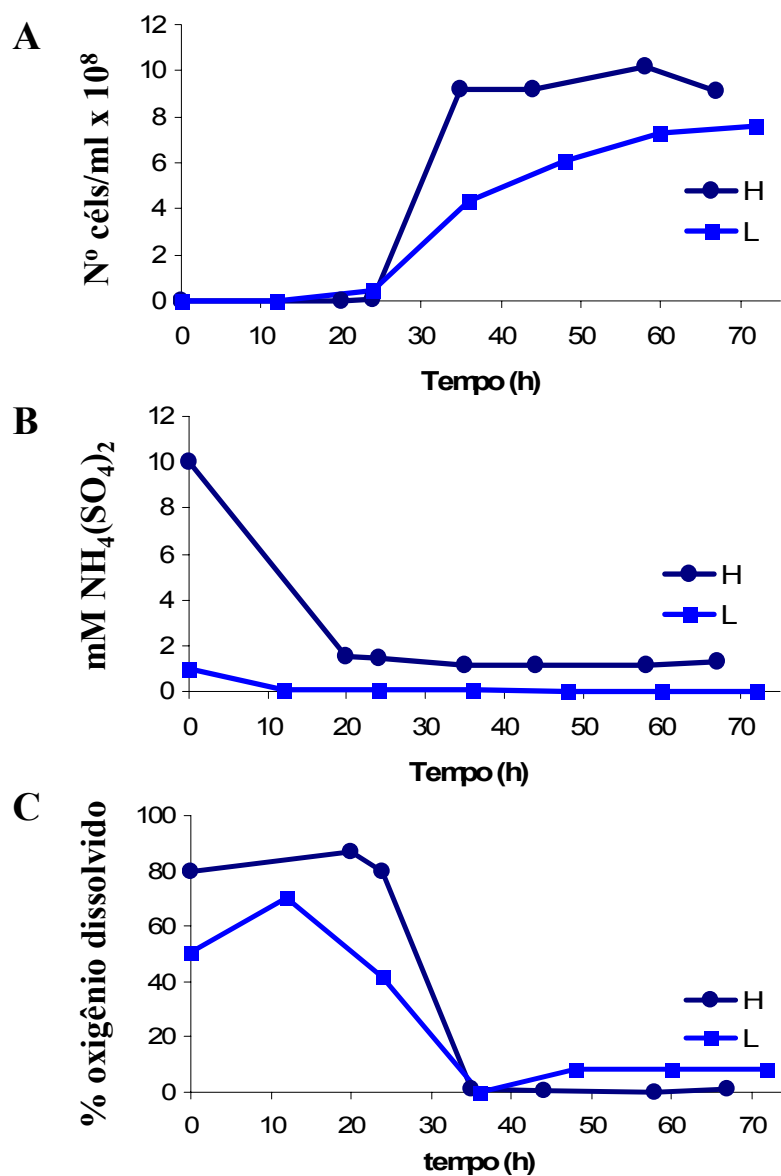 A
Nº céls/ml x 10⁸
12
10
8
6
4
2
0
0 10 20 30 40 50 60 70
H
L
Tempo (h)
B
mM NH₄(SO₄)₂
12
10
8
6
4
2
0
0 10 20 30 40 50 60 70
H
L
Tempo (h)
C
% oxigênio dissolvido
100
80
60
40
20
0
0 10 20 30 40 50 60 70
H
L
tempo (h)